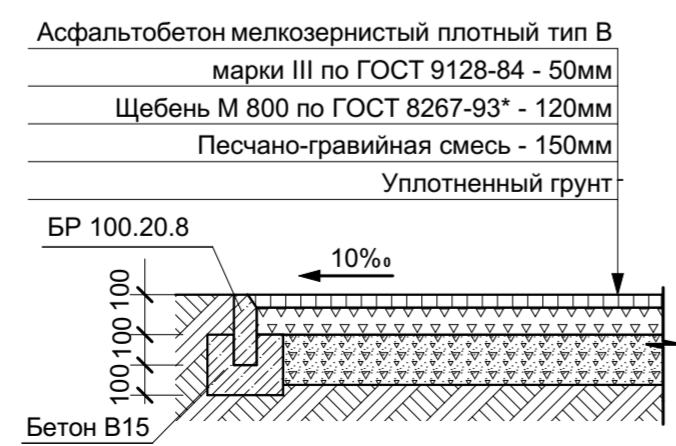 Асфальтобетон мелкозернистый плотный тип В
марки III по ГОСТ 9128-84 - 50мм
Щебень М 800 по ГОСТ 8267-93* - 120мм
Песчано-гравийная смесь - 150мм
Уплотненный грунт
БР 100.20.8
10‰
100
100
100
Бетон В15